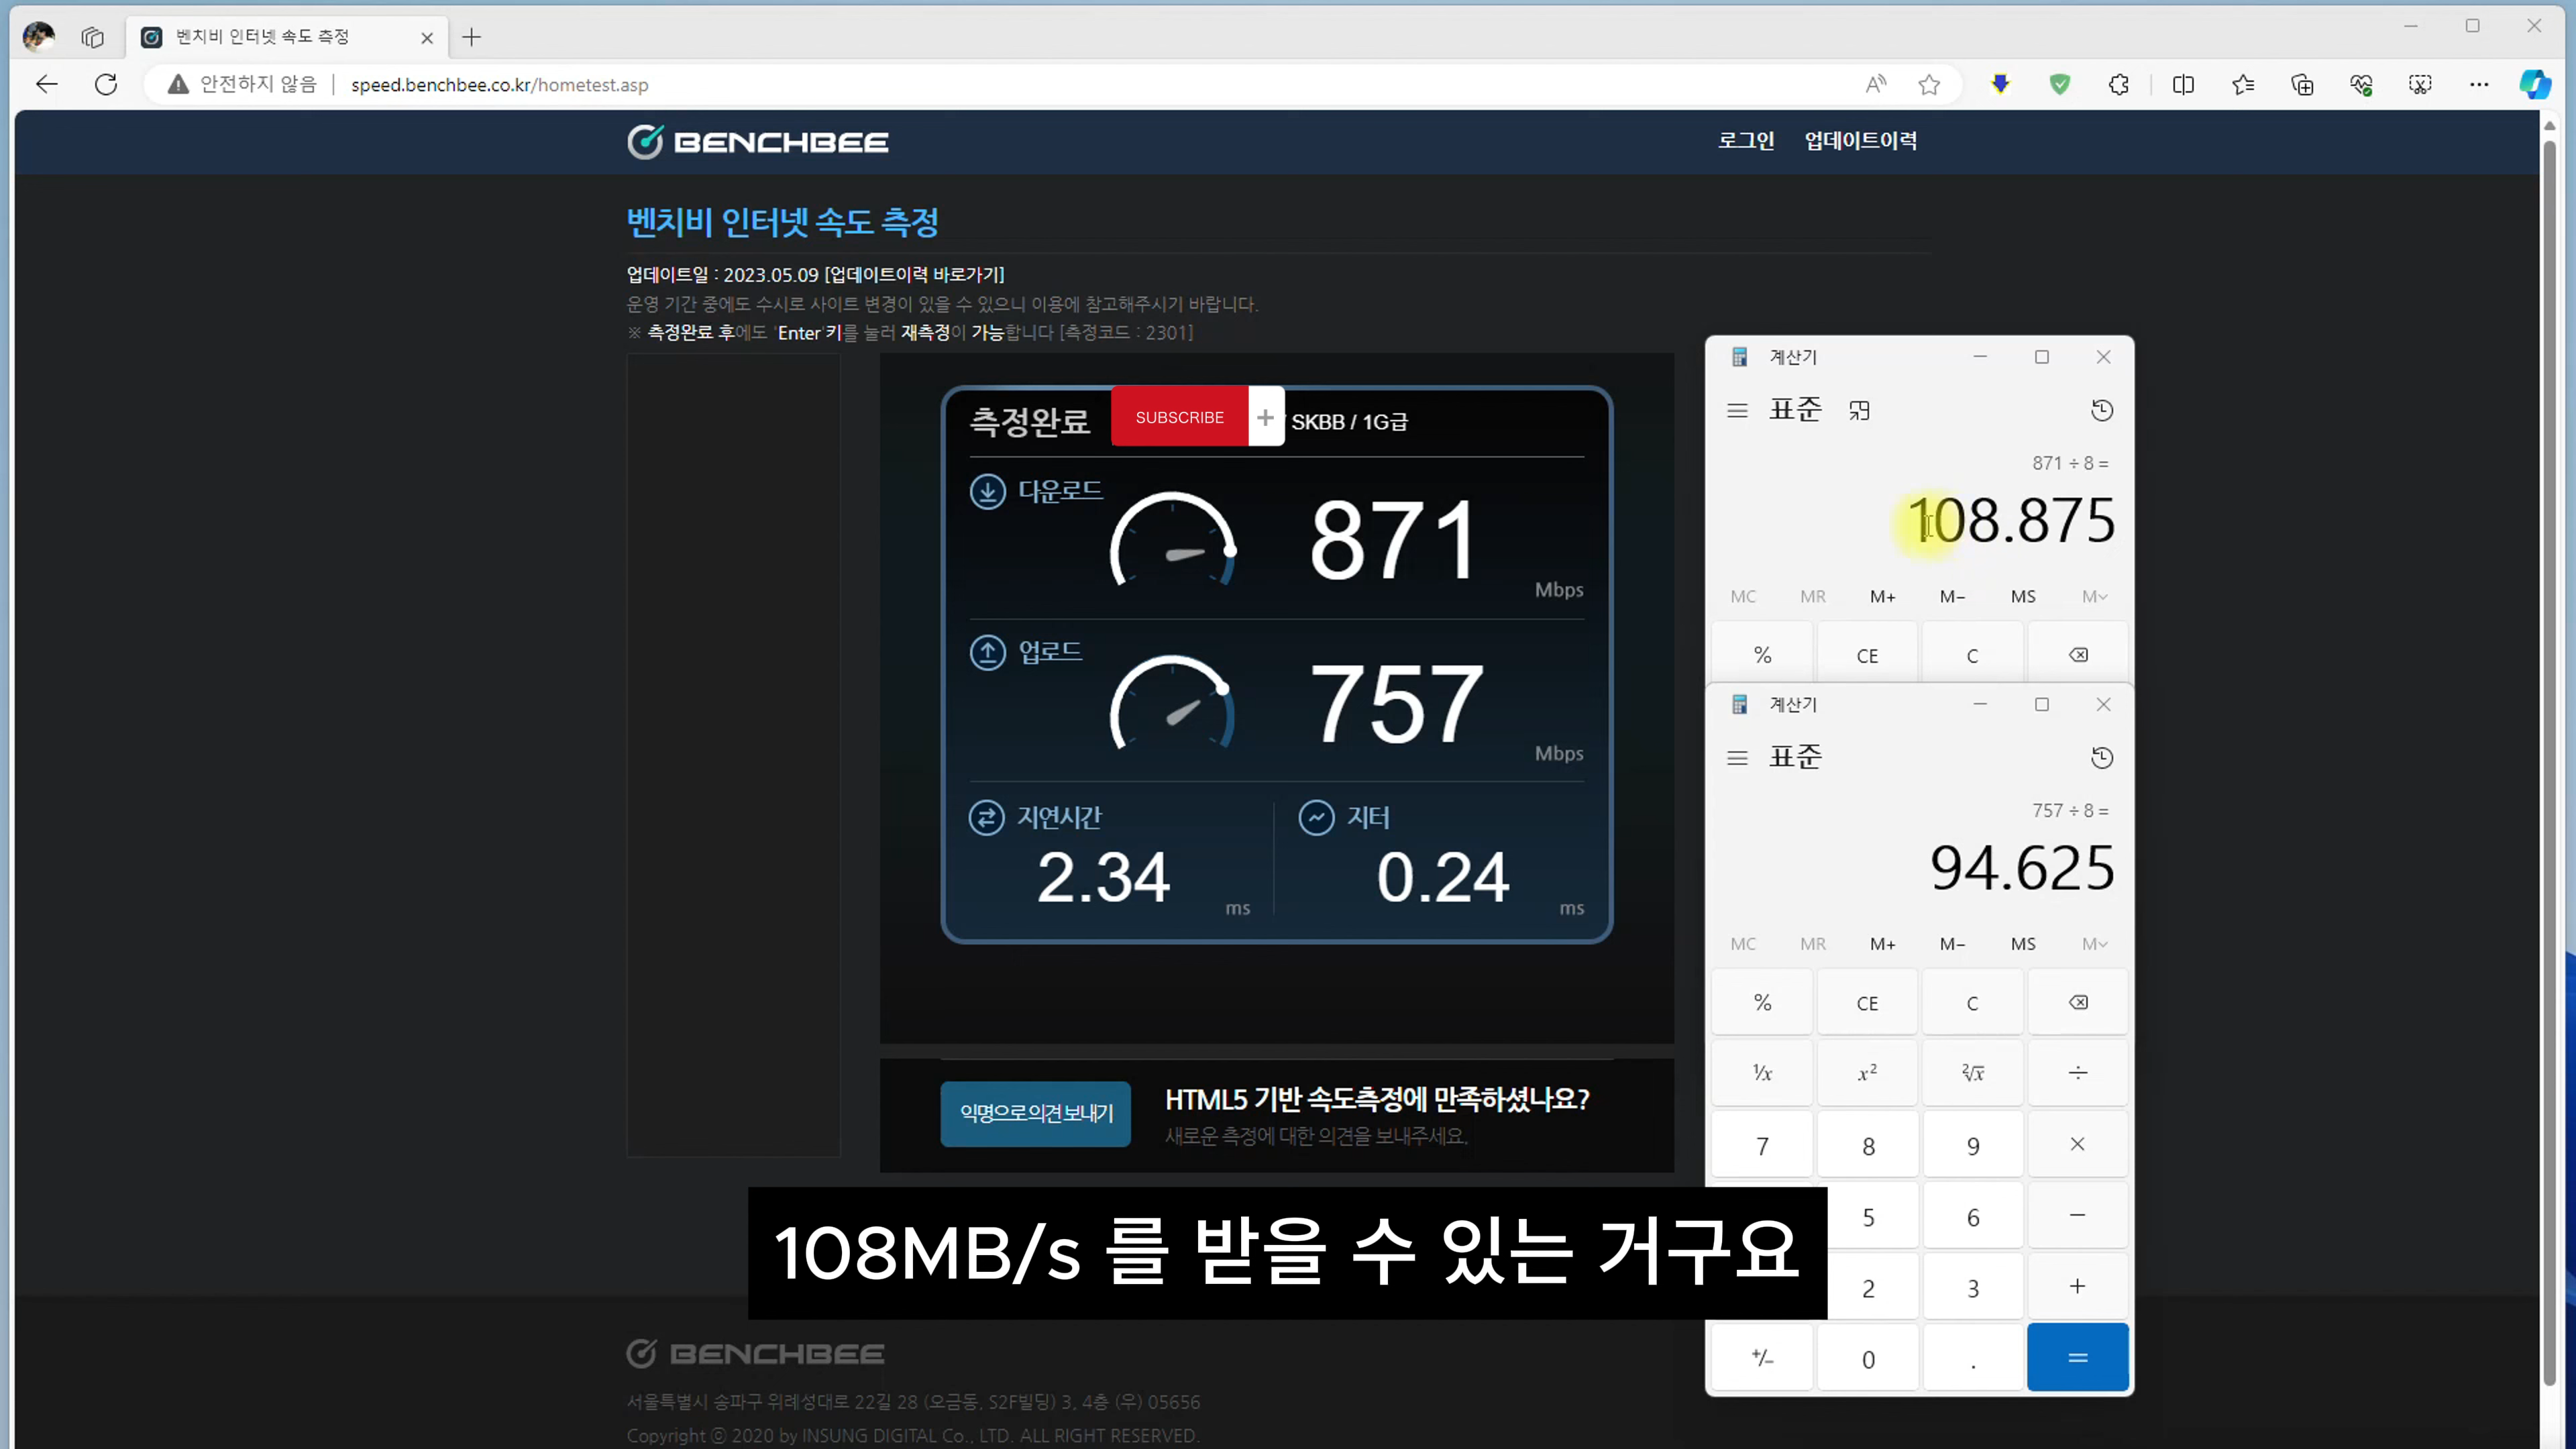 벤치비 인터넷 속도 측정
안전하지 않음 speed.benchbee.co.kr/hometest.asp
BENCHBEE
로그인 업데이트이력
벤치비 인터넷 속도 측정
업데이트일 : 2023.05.09 [업데이트이력 바로가기]
운영 기간 중에도 수시로 사이트 변경이 있을 수 있으니 이용에 참고해주시기 바랍니다.
※ 측정완료 후에도 'Enter'키를 눌러 재측정이 가능합니다 [측정코드 : 2301]
측정완료 SUBSCRIBE + / SKBB / 1G급
다운로드 871 Mbps
업로드 757 Mbps
지연시간 2.34 ms
지터 0.24 ms
익명으로 의견 보내기
HTML5 기반 속도측정에 만족하셨나요?
새로운 측정에 대한 의견을 보내주세요.
계산기
표준
871 ÷ 8 =
108.875
MC MR M+ M− MS M˅
% CE C
계산기
표준
757 ÷ 8 =
94.625
MC MR M+ M− MS M˅
% CE C
¹/x x² ²√x ÷
7 8 9 ×
5 6 −
2 3 +
+/− 0 . =
108MB/s 를 받을 수 있는 거구요
BENCHBEE
서울특별시 송파구 위례성대로 22길 28 (오금동, S2F빌딩) 3, 4층 (우) 05656
Copyright ⓒ 2020 by INSUNG DIGITAL Co., LTD. ALL RIGHT RESERVED.